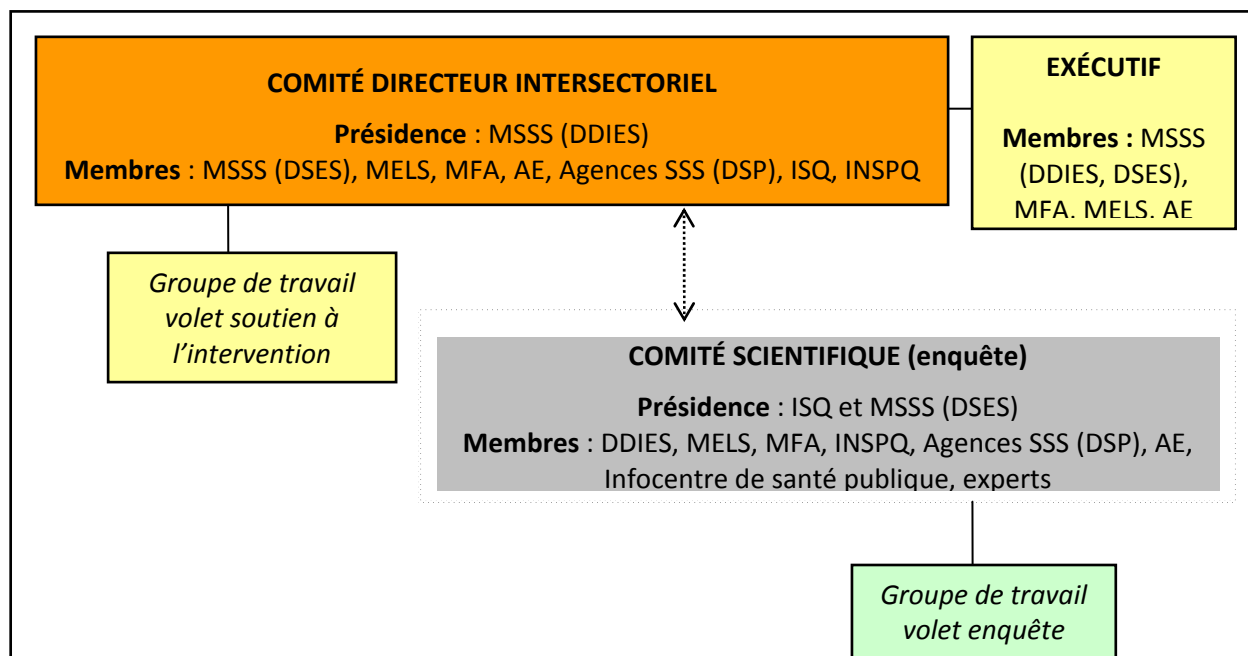 COMITÉ DIRECTEUR INTERSECTORIEL
Présidence : MSSS (DDIES)
Membres : MSSS (DSES), MELS, MFA, AE, Agences SSS (DSP), ISQ, INSPQ
EXÉCUTIF
Membres : MSSS
(DDIES, DSES),
MFA, MELS, AE
Groupe de travail
volet soutien à
l’intervention
COMITÉ SCIENTIFIQUE (enquête)
Présidence : ISQ et MSSS (DSES)
Membres : DDIES, MELS, MFA, INSPQ, Agences SSS (DSP), AE,
Infocentre de santé publique, experts
Groupe de travail
volet enquête